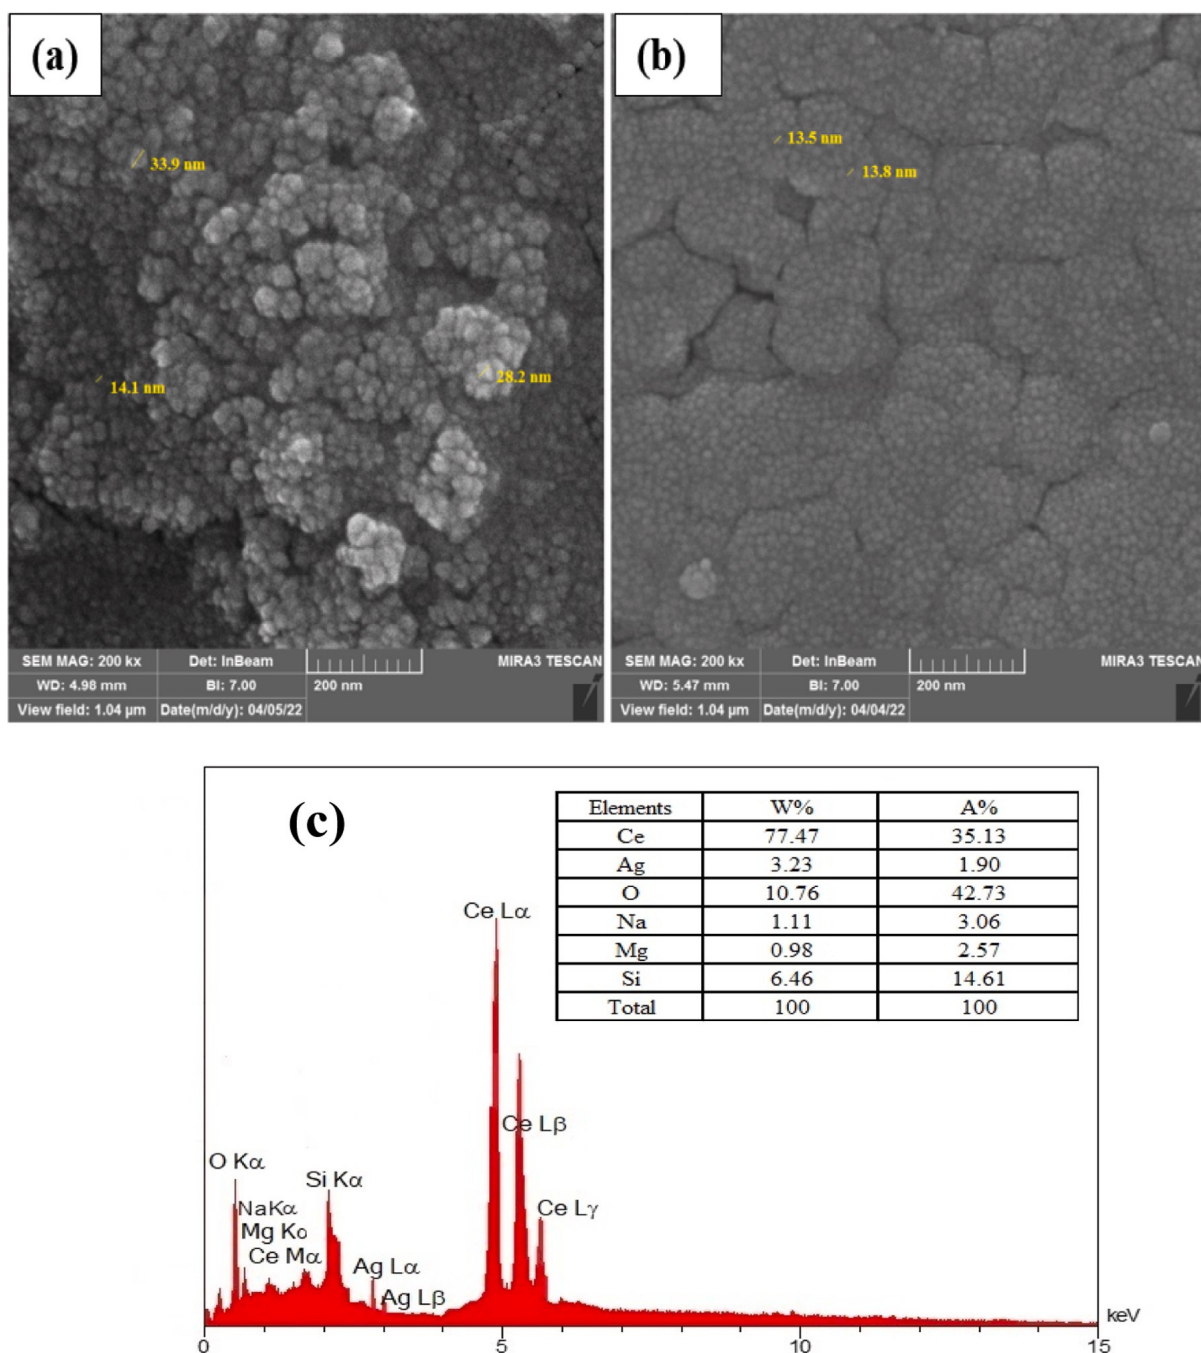 (a)
33.9 nm
14.1 nm
28.2 nm
SEM MAG: 200 kx Det: InBeam MIRA3 TESCAN
WD: 4.98 mm BI: 7.00 200 nm
View field: 1.04 µm Date(m/d/y): 04/05/22
(b)
13.5 nm
13.8 nm
SEM MAG: 200 kx Det: InBeam MIRA3 TESCAN
WD: 5.47 mm BI: 7.00 200 nm
View field: 1.04 µm Date(m/d/y): 04/04/22
(c)
Elements W% A%
Ce 77.47 35.13
Ag 3.23 1.90
O 10.76 42.73
Na 1.11 3.06
Mg 0.98 2.57
Si 6.46 14.61
Total 100 100
Ce Lα
Ce Lβ
O Kα
Si Kα
NaKα
Ce Lγ
Mg Ko
Ce Mα
Ag Lα
Ag Lβ
keV
0 5 10 15